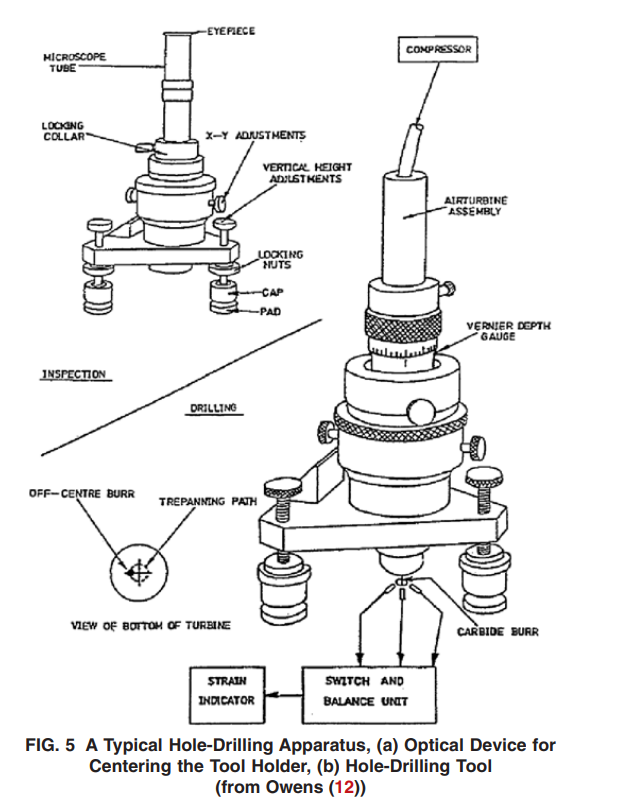 EYEPIECE
MICROSCOPE
TUBE
LOCKING
COLLAR
X-Y ADJUSTMENTS
VERTICAL HEIGHT
ADJUSTMENTS
LOCKING
NUTS
CAP
PAD
INSPECTION
DRILLING
COMPRESSOR
AIRTURBINE
ASSEMBLY
VERNIER DEPTH
GAUGE
OFF-CENTRE BURR
TREPANNING PATH
VIEW OF BOTTOM OF TURBINE
CARBIDE BURR
STRAIN
INDICATOR
SWITCH AND
BALANCE UNIT
FIG. 5 A Typical Hole-Drilling Apparatus, (a) Optical Device for
Centering the Tool Holder, (b) Hole-Drilling Tool
(from Owens (12))